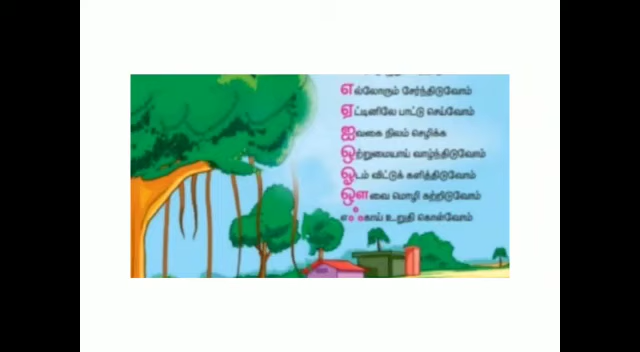 எல்லோரும் சேர்ந்திடுவோம்
ஏட்டினிலே பாட்டு செய்வோம்
ஐவகை நிலம் செழிக்க
ஒற்றுமையாய் வாழ்ந்திடுவோம்
ஓடம் விட்டுக் களித்திடுவோம்
ஔவை மொழி கற்றிடுவோம்
எஃகாய் உறுதி கொள்வோம்